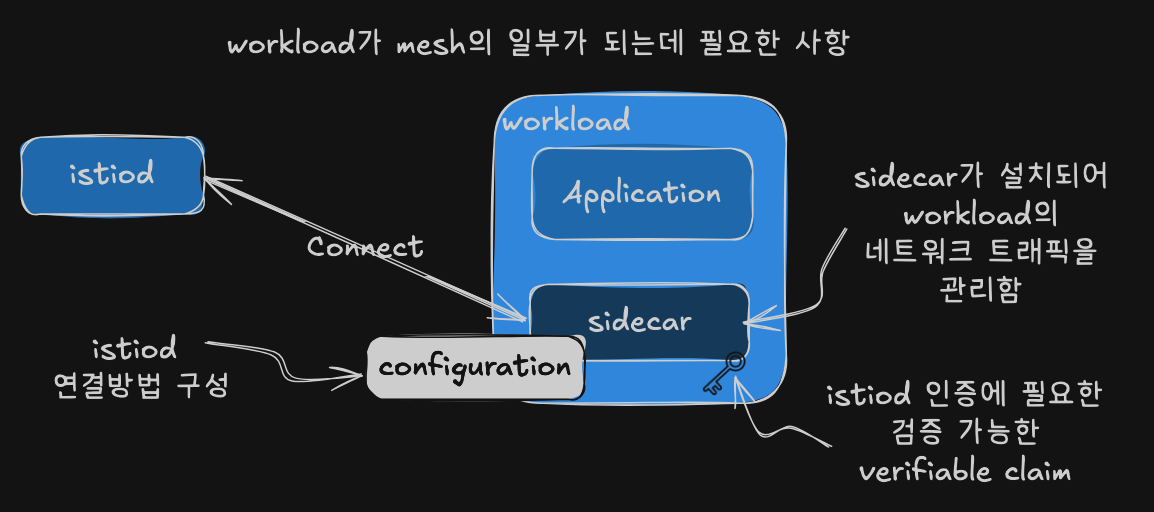 workload가 mesh의 일부가 되는데 필요한 사항
workload
istiod
Application
sidecar가 설치되어
workload의
네트워크 트래픽을
관리함
Connect
sidecar
istiod
연결방법 구성
configuration
istiod 인증에 필요한
검증 가능한
verifiable claim